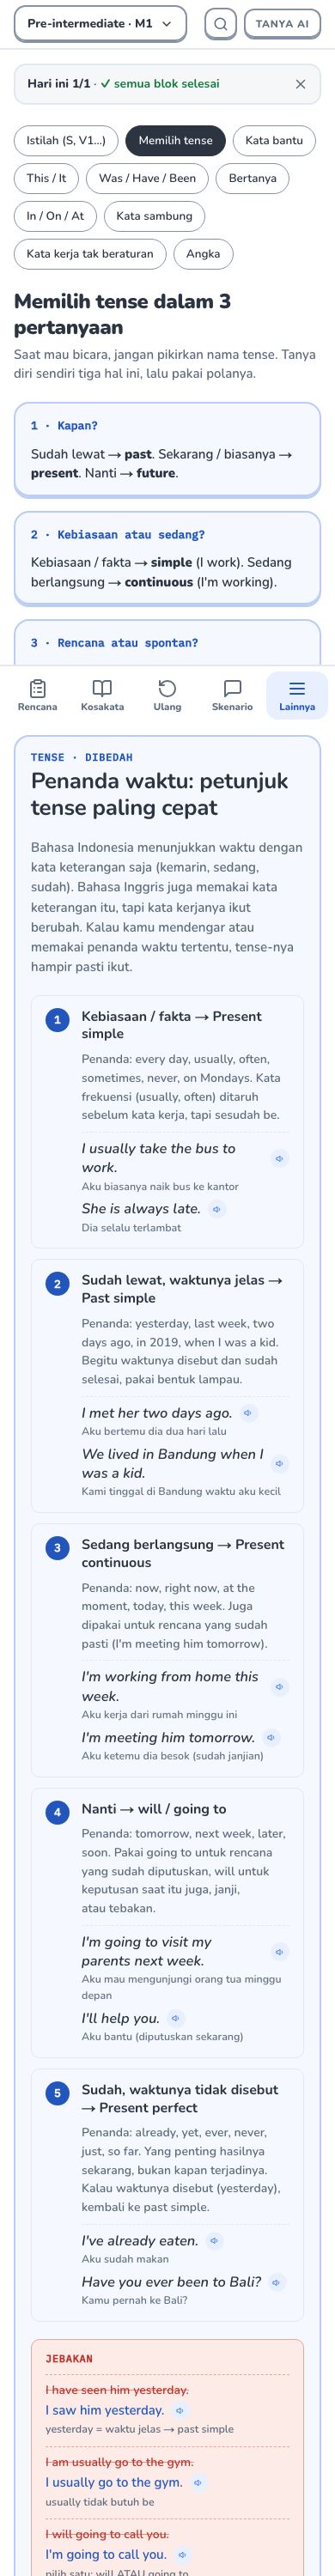 Pre-intermediate · M1
TANYA AI
Hari ini 1/1 · ✓ semua blok selesai
Istilah (S, V1...)
Memilih tense
Kata bantu
This / It
Was / Have / Been
Bertanya
In / On / At
Kata sambung
Kata kerja tak beraturan
Angka
Memilih tense dalam 3
pertanyaan
Saat mau bicara, jangan pikirkan nama tense. Tanya
diri sendiri tiga hal ini, lalu pakai polanya.
1 · Kapan?
Sudah lewat → past. Sekarang / biasanya →
present. Nanti → future.
2 · Kebiasaan atau sedang?
Kebiasaan / fakta → simple (I work). Sedang
berlangsung → continuous (I'm working).
3 · Rencana atau spontan?
Rencana
Kosakata
Ulang
Skenario
Lainnya
TENSE · DIBEDAH
Penanda waktu: petunjuk
tense paling cepat
Bahasa Indonesia menunjukkan waktu dengan
kata keterangan saja (kemarin, sedang,
sudah). Bahasa Inggris juga memakai kata
keterangan itu, tapi kata kerjanya ikut
berubah. Kalau kamu mendengar atau
memakai penanda waktu tertentu, tense-nya
hampir pasti ikut.
1
Kebiasaan / fakta → Present
simple
Penanda: every day, usually, often,
sometimes, never, on Mondays. Kata
frekuensi (usually, often) ditaruh
sebelum kata kerja, tapi sesudah be.
I usually take the bus to
work.
Aku biasanya naik bus ke kantor
She is always late.
Dia selalu terlambat
2
Sudah lewat, waktunya jelas →
Past simple
Penanda: yesterday, last week, two
days ago, in 2019, when I was a kid.
Begitu waktunya disebut dan sudah
selesai, pakai bentuk lampau.
I met her two days ago.
Aku bertemu dia dua hari lalu
We lived in Bandung when I
was a kid.
Kami tinggal di Bandung waktu aku kecil
3
Sedang berlangsung → Present
continuous
Penanda: now, right now, at the
moment, today, this week. Juga
dipakai untuk rencana yang sudah
pasti (I'm meeting him tomorrow).
I'm working from home this
week.
Aku kerja dari rumah minggu ini
I'm meeting him tomorrow.
Aku ketemu dia besok (sudah janjian)
4
Nanti → will / going to
Penanda: tomorrow, next week, later,
soon. Pakai going to untuk rencana
yang sudah diputuskan, will untuk
keputusan saat itu juga, janji,
atau tebakan.
I'm going to visit my
parents next week.
Aku mau mengunjungi orang tua minggu
depan
I'll help you.
Aku bantu (diputuskan sekarang)
5
Sudah, waktunya tidak disebut
→ Present perfect
Penanda: already, yet, ever, never,
just, so far. Yang penting hasilnya
sekarang, bukan kapan terjadinya.
Kalau waktunya disebut (yesterday),
kembali ke past simple.
I've already eaten.
Aku sudah makan
Have you ever been to Bali?
Kamu pernah ke Bali?
JEBAKAN
I have seen him yesterday.
I saw him yesterday.
yesterday = waktu jelas → past simple
I am usually go to the gym.
I usually go to the gym.
usually tidak butuh be
I will going to call you.
I'm going to call you.
pilih satu: will ATAU going to